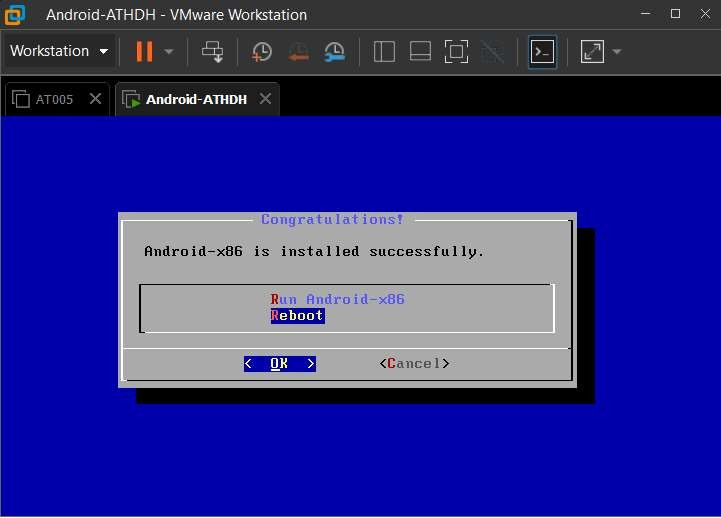 Android-ATHDH - VMware Workstation
Workstation
AT005
Android-ATHDH
Congratulations!
Android-x86 is installed successfully.
Run Android-x86
Reboot
< OK > <Cancel>